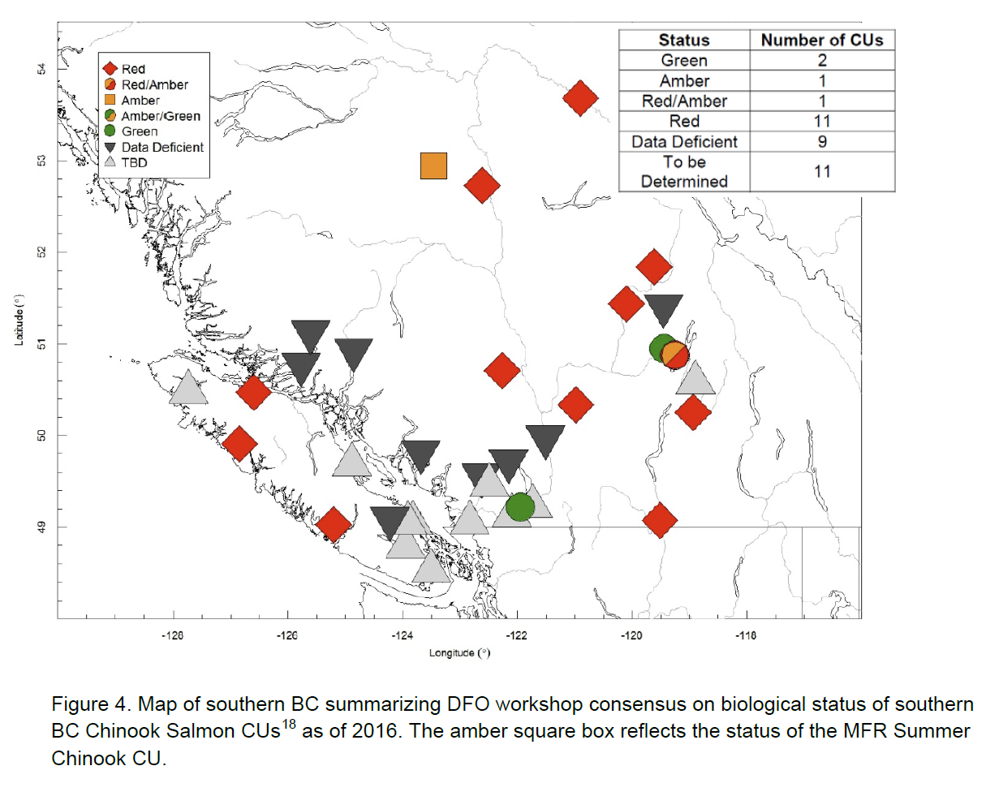 Status Number of CUs
Green 2
Amber 1
Red/Amber 1
Red 11
Data Deficient 9
To be
Determined 11
Red
Red/Amber
Amber
Amber/Green
Green
Data Deficient
TBD
54
53
52
51
50
49
Latitude (°)
-128 -126 -124 -122 -120 -118
Longitude (°)
Figure 4. Map of southern BC summarizing DFO workshop consensus on biological status of southern
BC Chinook Salmon CUs18 as of 2016. The amber square box reflects the status of the MFR Summer
Chinook CU.